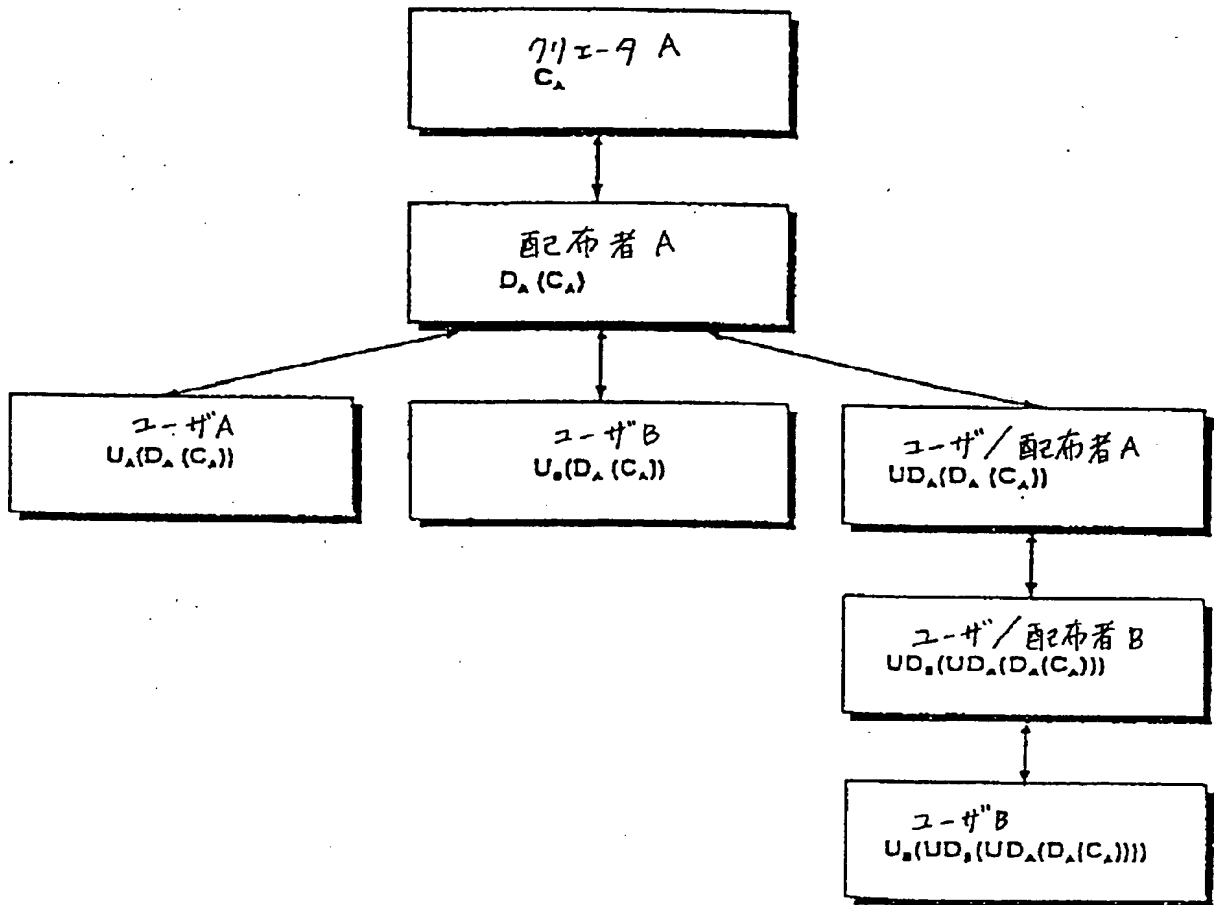 クリエータ A
C_A
配布者 A
D_A (C_A)
ユーザA
U_A(D_A (C_A))
ユーザB
U_B(D_A (C_A))
ユーザ/配布者A
UD_A(D_A (C_A))
ユーザ/配布者B
UD_B(UD_A(D_A(C_A)))
ユーザB
U_B(UD_B(UD_A(D_A(C_A))))